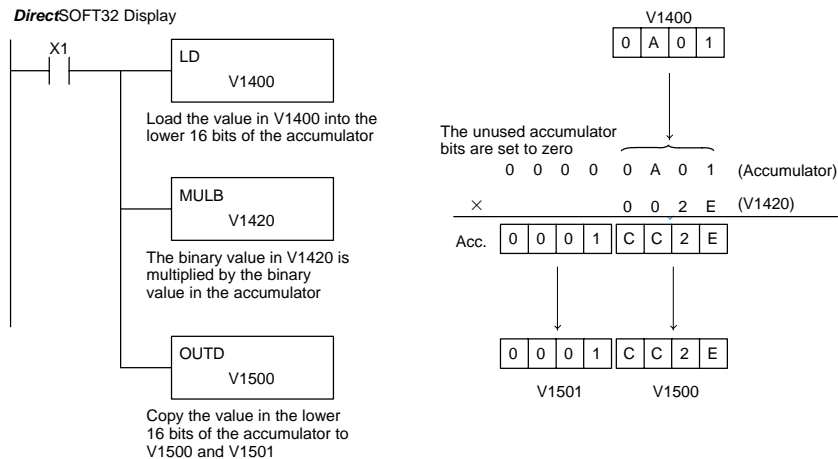 DirectSOFT32 Display
X1
LD
V1400
Load the value in V1400 into the
lower 16 bits of the accumulator
MULB
V1420
The binary value in V1420 is
multiplied by the binary
value in the accumulator
OUTD
V1500
Copy the value in the lower
16 bits of the accumulator to
V1500 and V1501
V1400
0 A 0 1
The unused accumulator
bits are set to zero
0 0 0 0 0 A 0 1 (Accumulator)
× 0 0 2 E (V1420)
Acc. 0 0 0 1 C C 2 E
0 0 0 1 C C 2 E
V1501 V1500